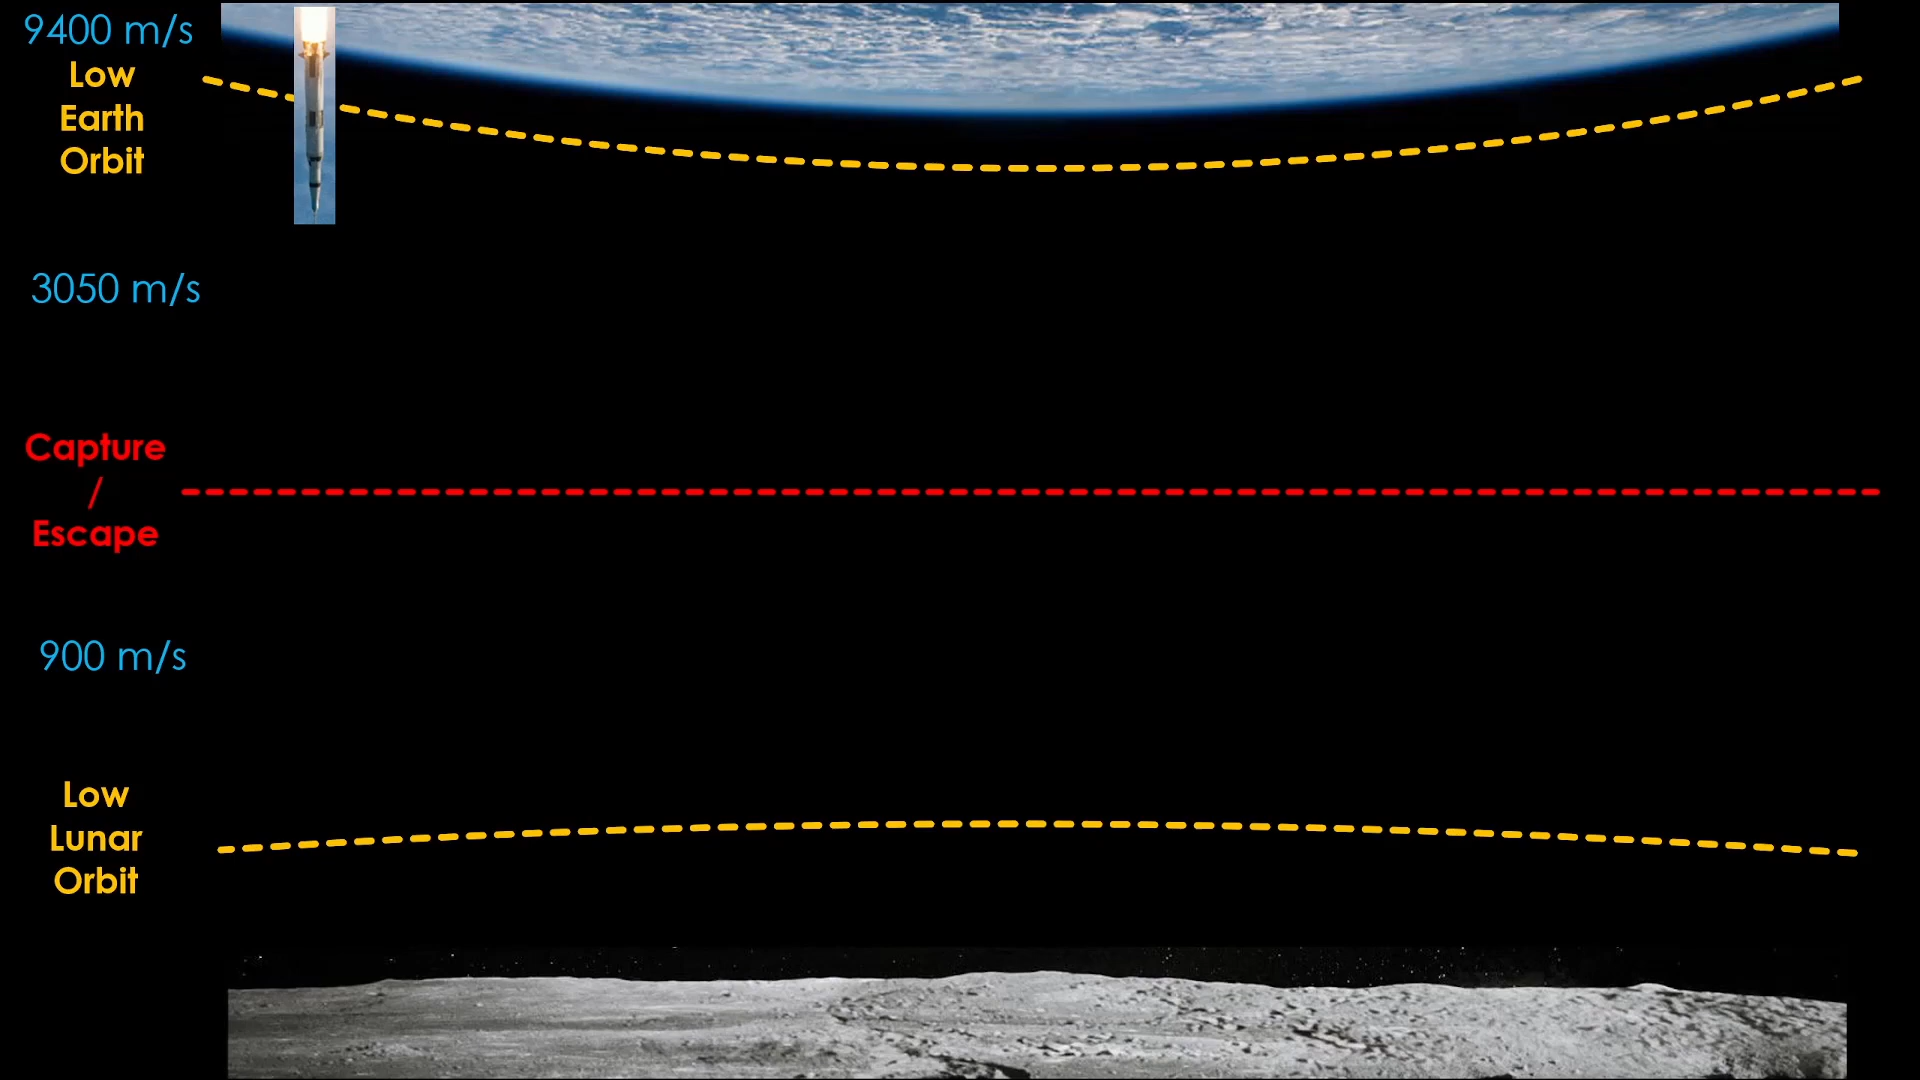 9400 m/s
Low
Earth
Orbit
3050 m/s
Capture
/
Escape
900 m/s
Low
Lunar
Orbit